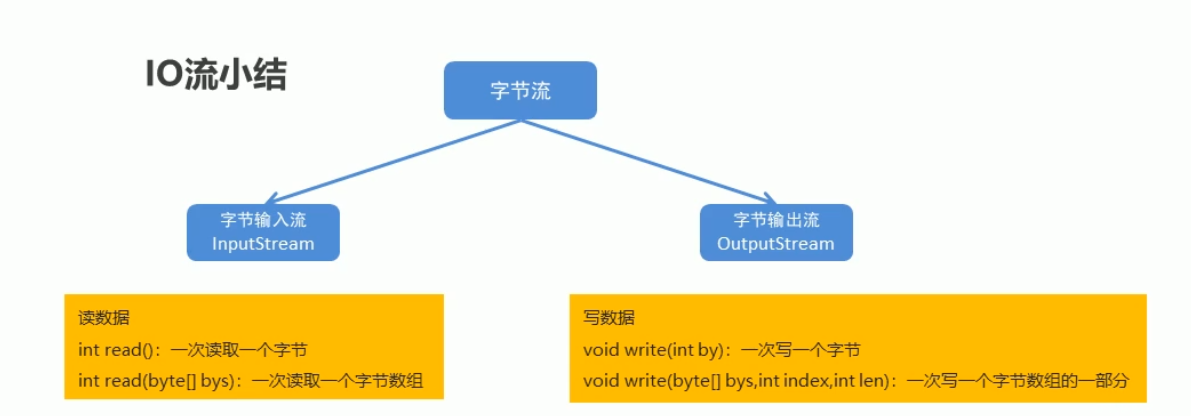 IO流小结
字节流
字节输入流
InputStream
字节输出流
OutputStream
读数据
int read()：一次读取一个字节
int read(byte[] bys)：一次读取一个字节数组
写数据
void write(int by)：一次写一个字节
void write(byte[] bys,int index,int len)：一次写一个字节数组的一部分